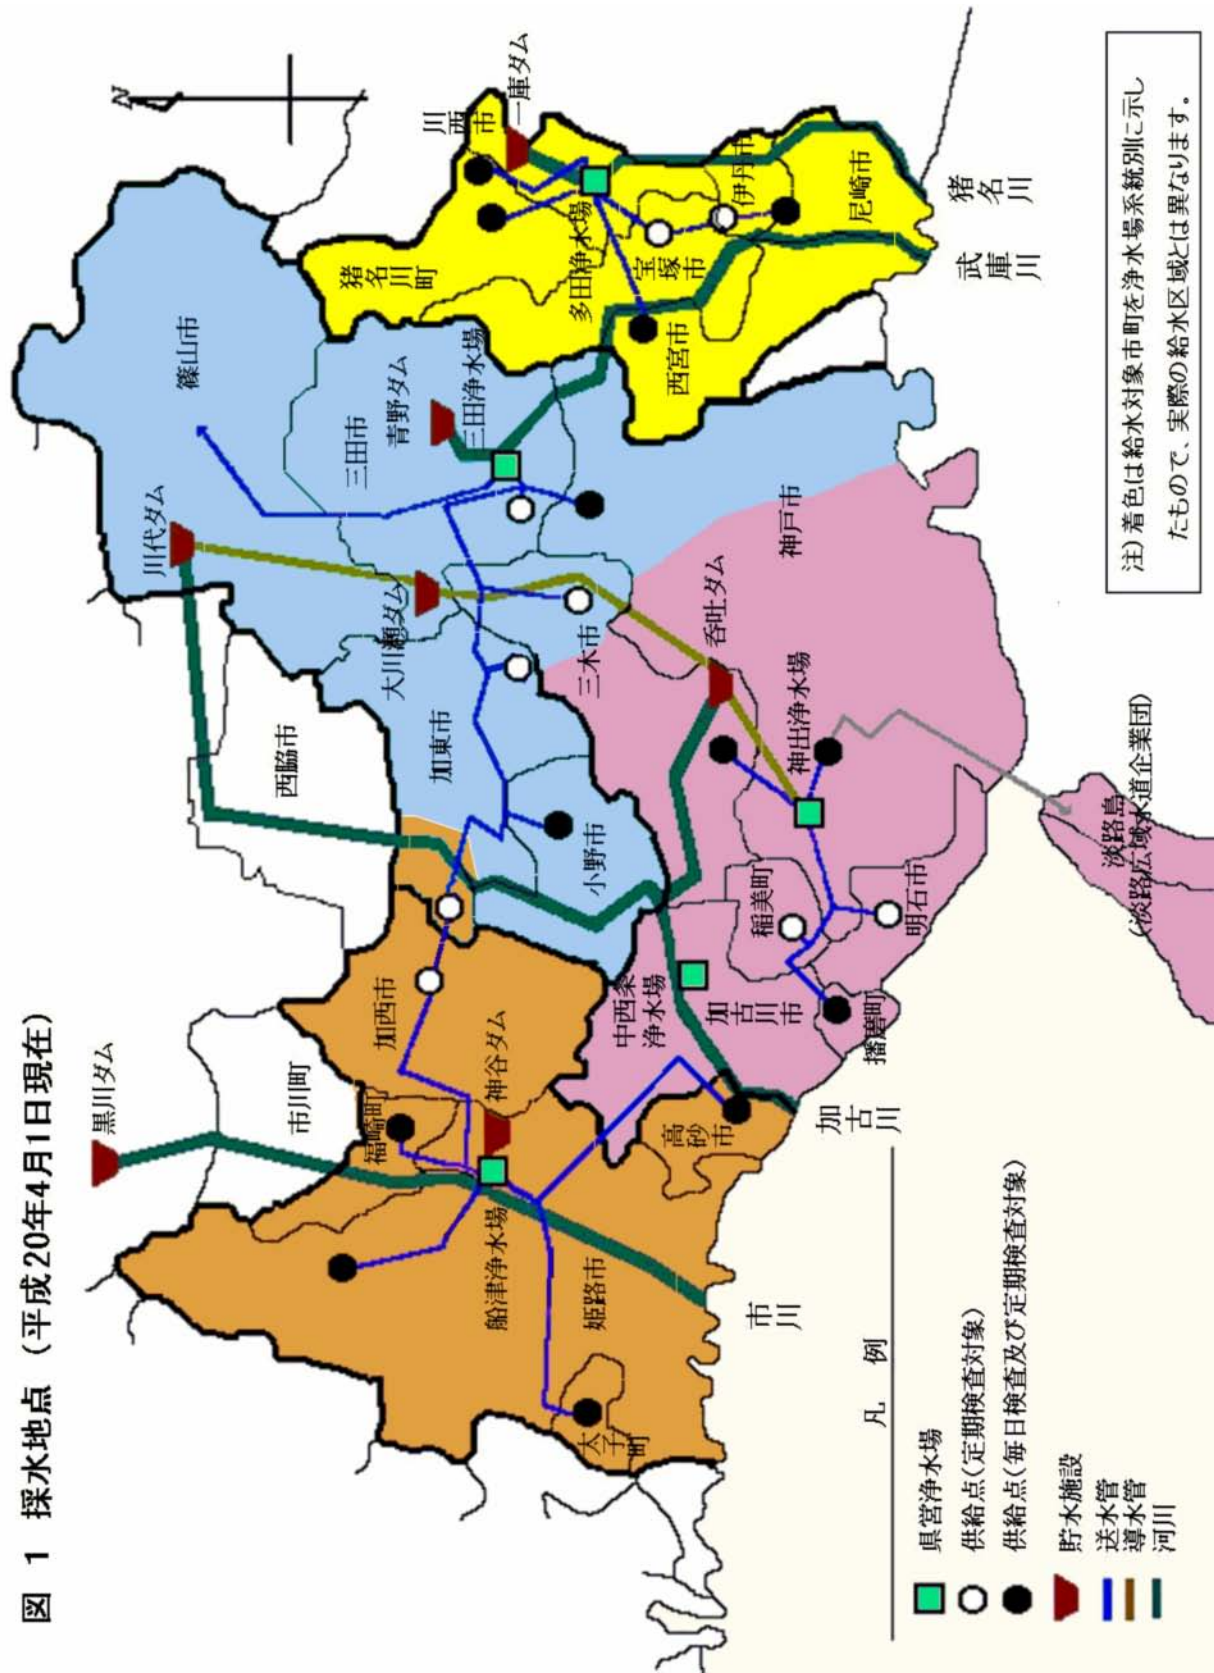 図 1 採水地点 (平成20年4月1日現在)
N
黒川ダム
市川町
福崎町
加西市
神谷ダム
船津浄水場
姫路市
太子町
高砂市
市川
加古川
西脇市
川代ダム
篠山市
三田市
青野ダム
三田浄水場
大川瀬ダム
加東市
三木市
小野市
神戸市
呑吐ダム
神出浄水場
中西条
浄水場
加古川市
稲美町
播磨町
明石市
淡路島
(淡路広域水道企業団)
猪名川町
川西市
一庫ダム
多田浄水場
宝塚市
伊丹市
西宮市
尼崎市
武庫川
猪名川
凡 例
県営浄水場
供給点(定期検査対象)
供給点(毎日検査及び定期検査対象)
貯水施設
送水管
導水管
河川
注) 着色は給水対象市町を浄水場系統別に示し
たもので、実際の給水区域とは異なります。